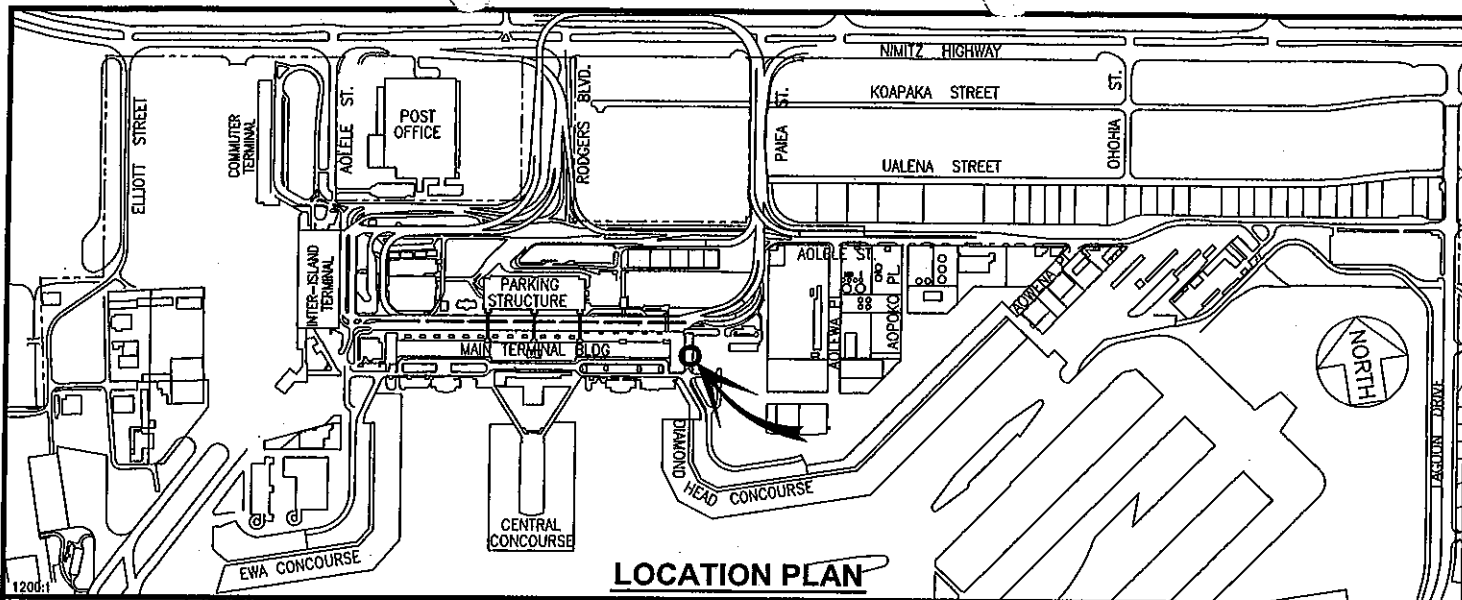 NIMITZ HIGHWAY
KOAPAKA STREET
UALENA STREET
ELLIOTT STREET
COMMUTER
TERMINAL
AOLELE ST.
POST
OFFICE
RODGERS BLVD.
PAIEA ST.
OHOHIA ST.
INTER-ISLAND
TERMINAL
PARKING
STRUCTURE
MAIN TERMINAL BLDG
AOLELE ST.
AOLEWA PL
AOPOKO PL.
AOWENA PL
NORTH
LAGOON DRIVE
DIAMOND
HEAD CONCOURSE
CENTRAL
CONCOURSE
EWA CONCOURSE
1200:1
LOCATION PLAN